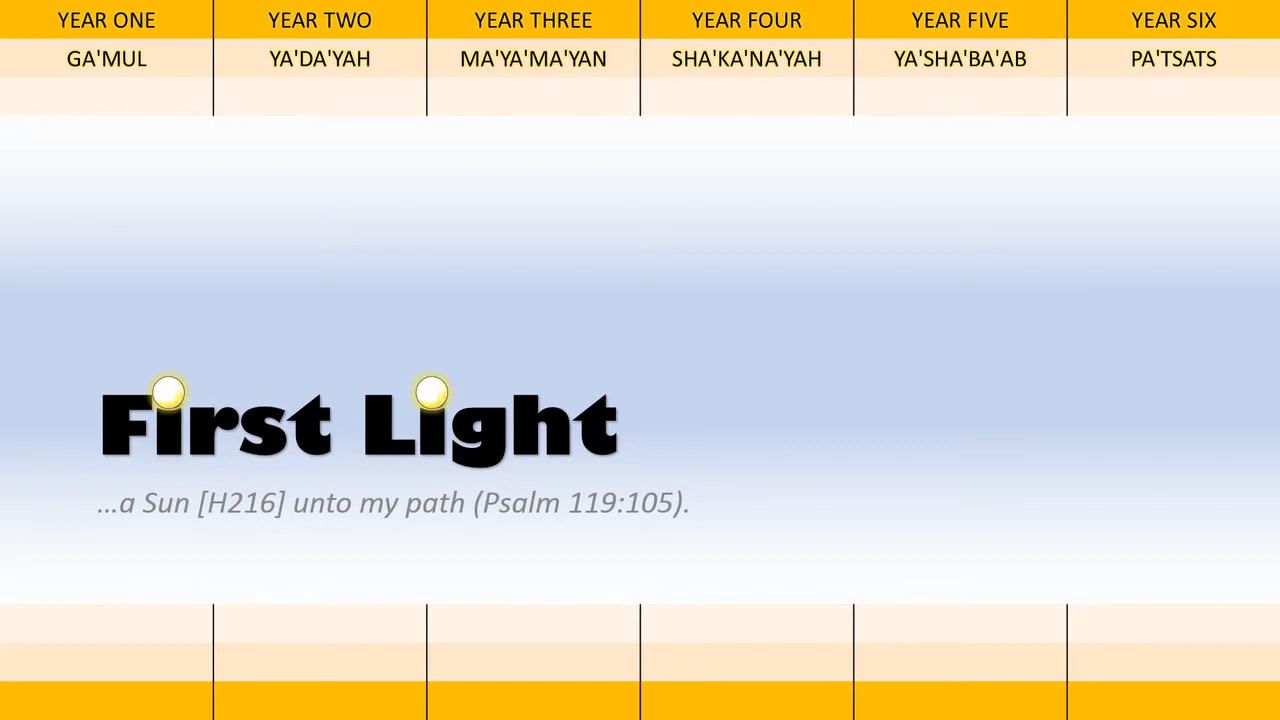 YEAR ONE YEAR TWO YEAR THREE YEAR FOUR YEAR FIVE YEAR SIX
GA'MUL YA'DA'YAH MA'YA'MA'YAN SHA'KA'NA'YAH YA'SHA'BA'AB PA'TSATS
First Light
...a Sun [H216] unto my path (Psalm 119:105).